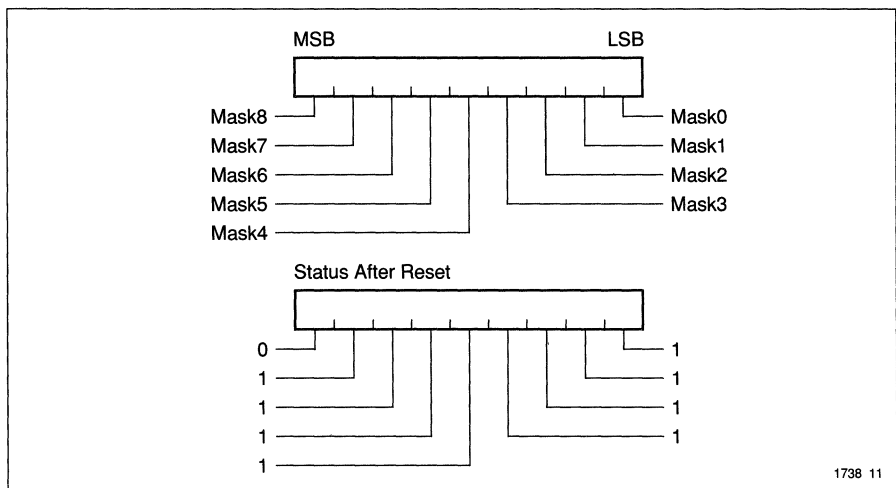 MSB LSB
Mask8 Mask0
Mask7 Mask1
Mask6 Mask2
Mask5 Mask3
Mask4
Status After Reset
0 1
1 1
1 1
1 1
1
1738 11